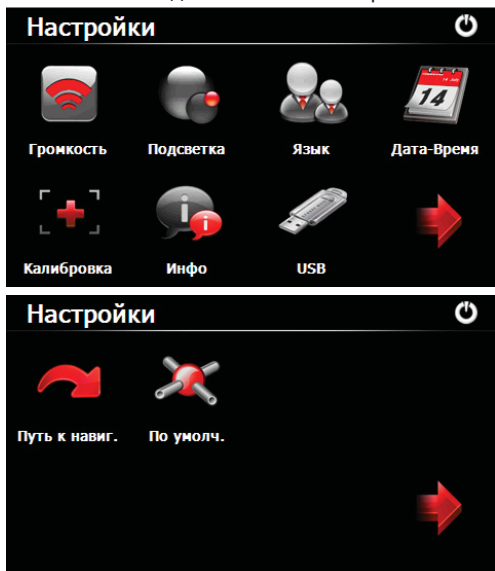 Настройки
Громкость Подсветка Язык Дата-Время
14
Калибровка Инфо USB
Настройки
Путь к навиг. По умолч.